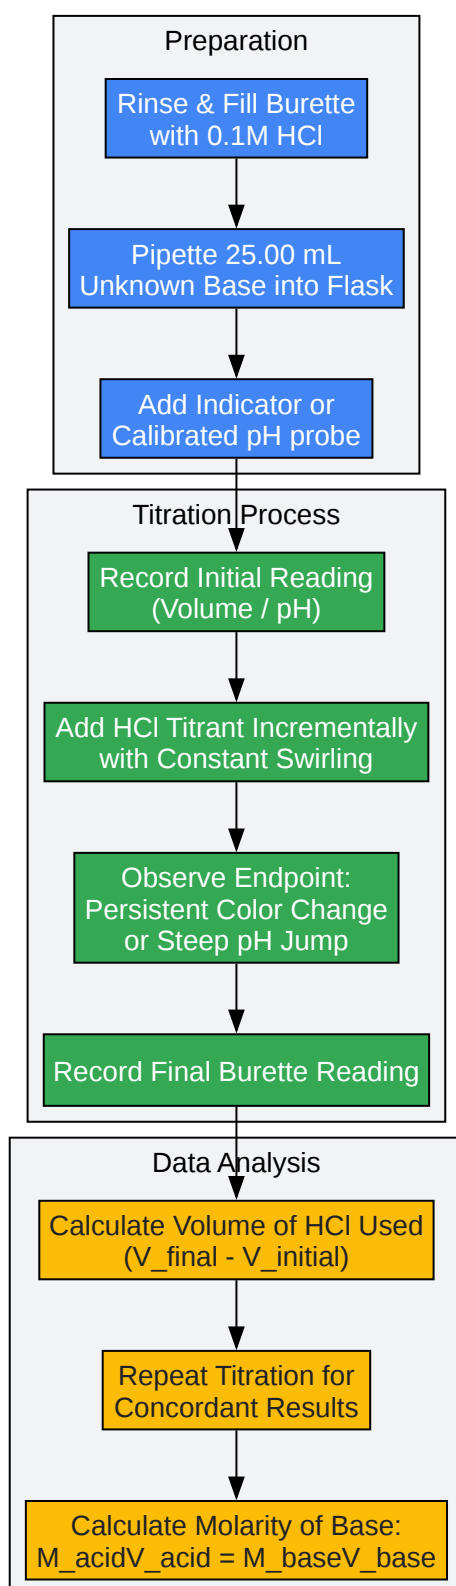 Preparation
Rinse & Fill Burette
with 0.1M HCl
Pipette 25.00 mL
Unknown Base into Flask
Add Indicator or
Calibrated pH probe
Titration Process
Record Initial Reading
(Volume / pH)
Add HCl Titrant Incrementally
with Constant Swirling
Observe Endpoint:
Persistent Color Change
or Steep pH Jump
Record Final Burette Reading
Data Analysis
Calculate Volume of HCl Used
(V_final - V_initial)
Repeat Titration for
Concordant Results
Calculate Molarity of Base:
M_acidV_acid = M_baseV_base